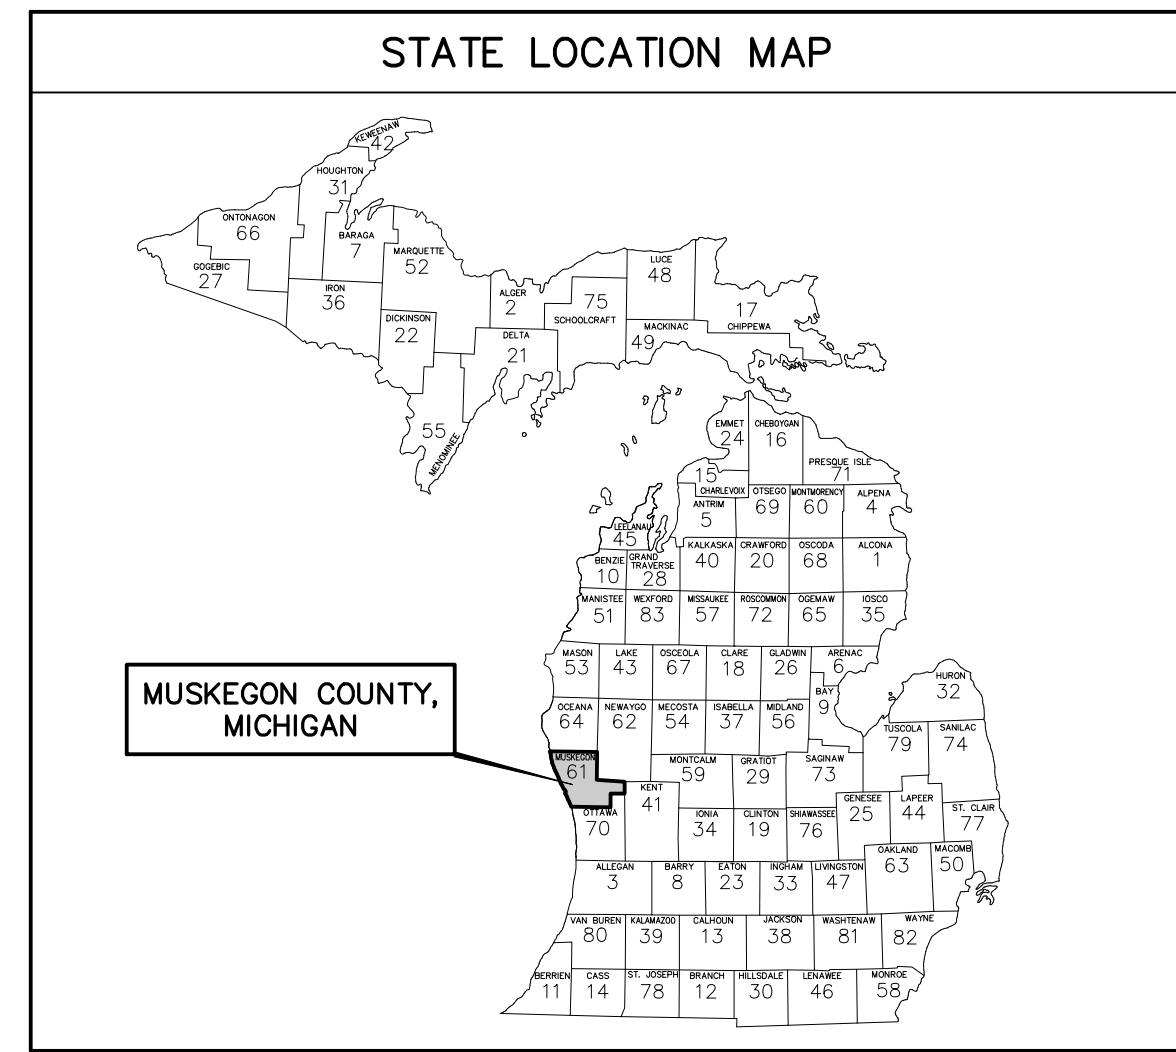 STATE LOCATION MAP
KEWEENAW
42
HOUGHTON
31
ONTONAGON
66
BARAGA
7
MARQUETTE
52
GOGEBIC
27
IRON
36
LUCE
48
ALGER
2
75
SCHOOLCRAFT
17
CHIPPEWA
DICKINSON
22
MACKINAC
49
DELTA
21
55
MENOMINEE
EMMET
24
CHEBOYGAN
16
PRESQUE ISLE
71
15
CHARLEVOIX
ANTRIM
5
OTSEGO
69
MONTMORENCY
60
ALPENA
4
LEELANAU
45
BENZIE
10
GRAND
TRAVERSE
28
KALKASKA
40
CRAWFORD
20
OSCODA
68
ALCONA
1
MANISTEE
51
WEXFORD
83
MISSAUKEE
57
ROSCOMMON
72
OGEMAW
65
IOSCO
35
MASON
53
LAKE
43
OSCEOLA
67
CLARE
18
GLADWIN
26
ARENAC
6
HURON
32
MUSKEGON COUNTY,
MICHIGAN
OCEANA
64
NEWAYGO
62
MECOSTA
54
ISABELLA
37
MIDLAND
56
BAY
9
TUSCOLA
79
SANILAC
74
MUSKEGON
61
MONTCALM
59
GRATIOT
29
SAGINAW
73
KENT
41
GENESEE
25
LAPEER
44
ST. CLAIR
77
OTTAWA
70
IONIA
34
CLINTON
19
SHIAWASSEE
76
OAKLAND
63
MACOMB
50
ALLEGAN
3
BARRY
8
EATON
23
INGHAM
33
LIVINGSTON
47
VAN BUREN
80
KALAMAZOO
39
CALHOUN
13
JACKSON
38
WASHTENAW
81
WAYNE
82
BERRIEN
11
CASS
14
ST. JOSEPH
78
BRANCH
12
HILLSDALE
30
LENAWEE
46
MONROE
58